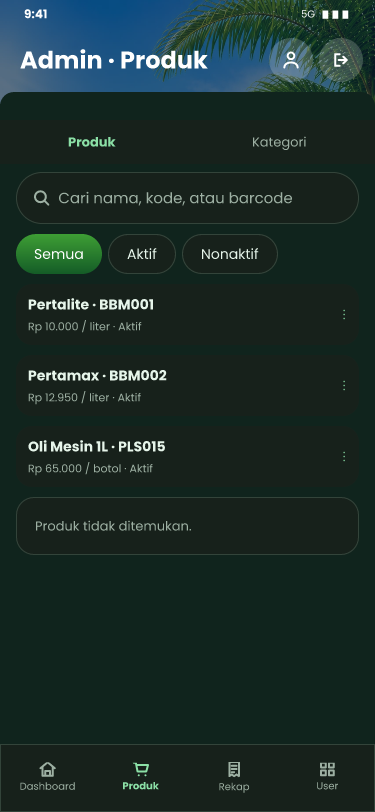 9:41
5G
Admin · Produk
Produk
Kategori
Cari nama, kode, atau barcode
Semua
Aktif
Nonaktif
Pertalite · BBM001
Rp 10.000 / liter · Aktif
Pertamax · BBM002
Rp 12.950 / liter · Aktif
Oli Mesin 1L · PLS015
Rp 65.000 / botol · Aktif
Produk tidak ditemukan.
Dashboard
Produk
Rekap
User